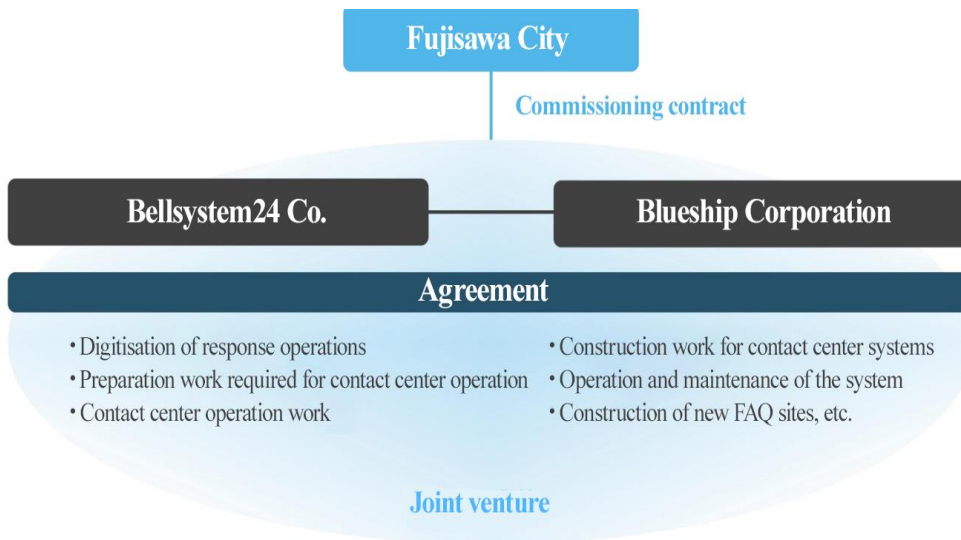 Fujisawa City
Commissioning contract
Bellsystem24 Co.
Blueship Corporation
Agreement
・Digitisation of response operations
・Preparation work required for contact center operation
・Contact center operation work
・Construction work for contact center systems
・Operation and maintenance of the system
・Construction of new FAQ sites, etc.
Joint venture